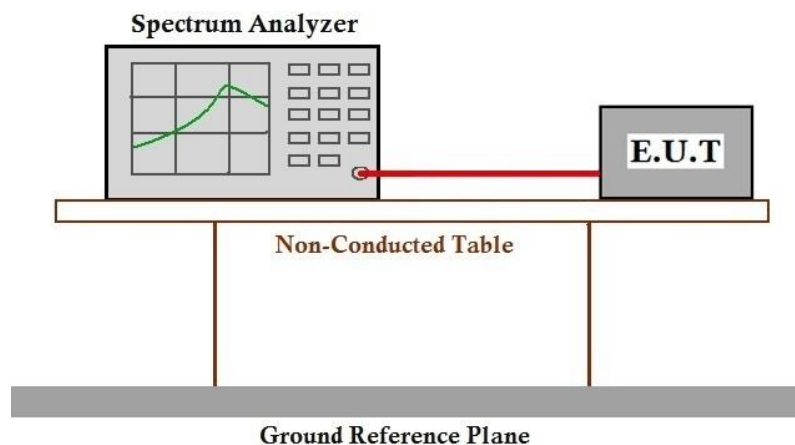 Spectrum Analyzer
E.U.T
Non-Conducted Table
Ground Reference Plane